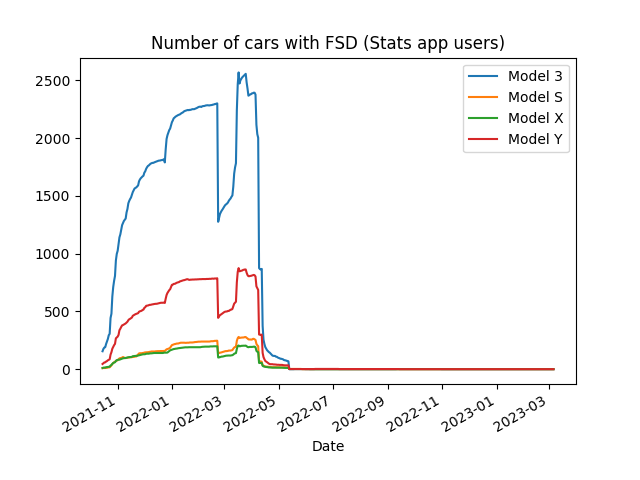 Number of cars with FSD (Stats app users)
2500
2000
1500
1000
500
0
Model 3
Model S
Model X
Model Y
2021-11
2022-01
2022-03
2022-05
2022-07
2022-09
2022-11
2023-01
2023-03
Date